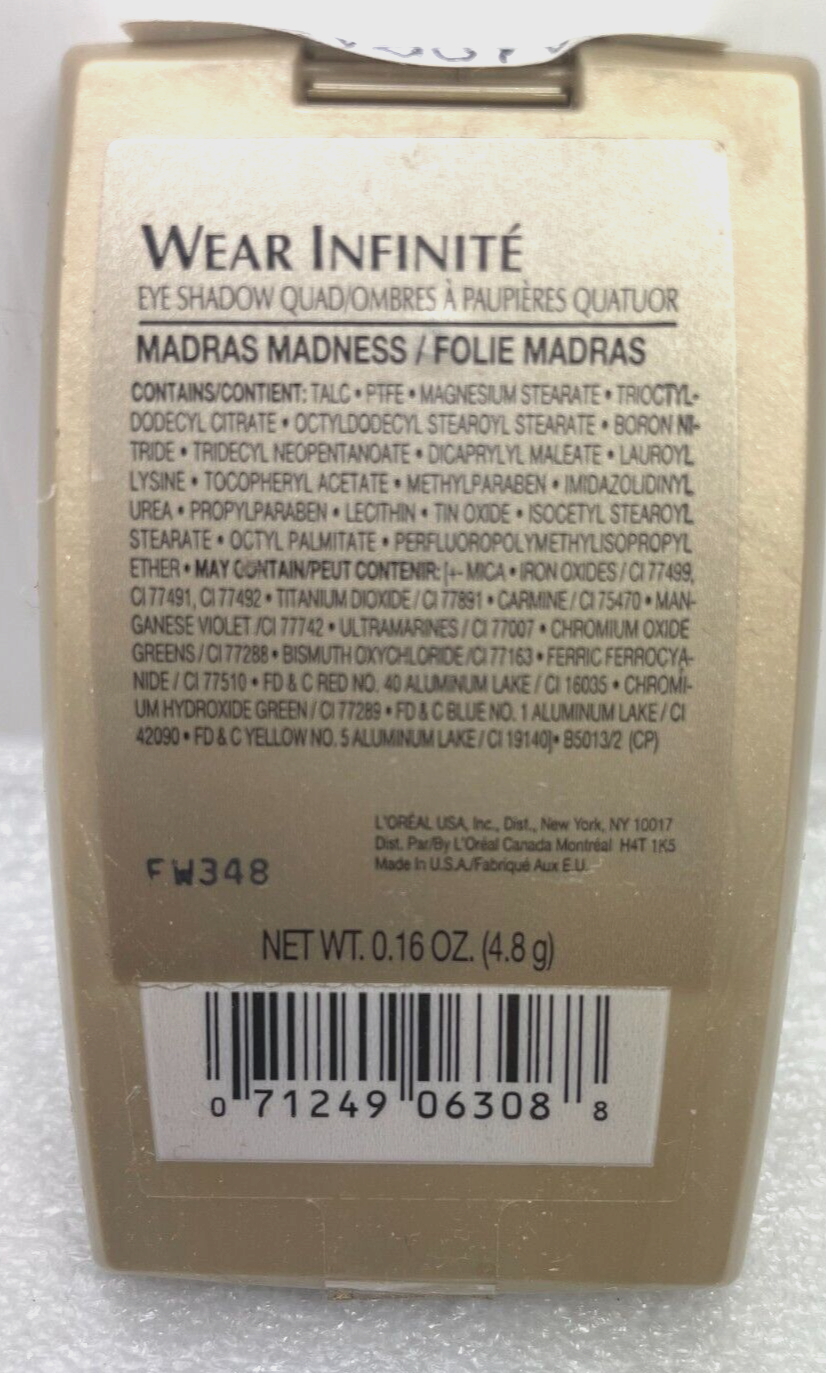 WEAR INFINITÉ
EYE SHADOW QUAD/OMBRES À PAUPIÈRES QUATUOR
MADRAS MADNESS / FOLIE MADRAS
CONTAINS/CONTIENT: TALC • PTFE • MAGNESIUM STEARATE • TRIOCTYL-
DODECYL CITRATE • OCTYLDODECYL STEAROYL STEARATE • BORON NI-
TRIDE • TRIDECYL NEOPENTANOATE • DICAPRYLYL MALEATE • LAUROYL
LYSINE • TOCOPHERYL ACETATE • METHYLPARABEN • IMIDAZOLIDINYL
UREA • PROPYLPARABEN • LECITHIN • TIN OXIDE • ISOCETYL STEAROYL
STEARATE • OCTYL PALMITATE • PERFLUOROPOLYMETHYLISOPROPYL
ETHER • MAY CONTAIN/PEUT CONTENIR: [+- MICA • IRON OXIDES / CI 77499,
CI 77491, CI 77492 • TITANIUM DIOXIDE / CI 77891 • CARMINE / CI 75470 • MAN-
GANESE VIOLET /CI 77742 • ULTRAMARINES / CI 77007 • CHROMIUM OXIDE
GREENS / CI 77288 • BISMUTH OXYCHLORIDE /CI 77163 • FERRIC FERROCYA-
NIDE / CI 77510 • FD & C RED NO. 40 ALUMINUM LAKE / CI 16035 • CHROMI-
UM HYDROXIDE GREEN / CI 77289 • FD & C BLUE NO. 1 ALUMINUM LAKE / CI
42090 • FD & C YELLOW NO. 5 ALUMINUM LAKE / CI 19140]• B5013/2 (CP)
L'ORÉAL USA, Inc., Dist., New York, NY 10017
Dist. Par/By L'Oréal Canada Montréal H4T 1K5
Made In U.S.A./Fabriqué Aux E.U.
FW348
NET WT. 0.16 OZ. (4.8 g)
0 71249 06308 8